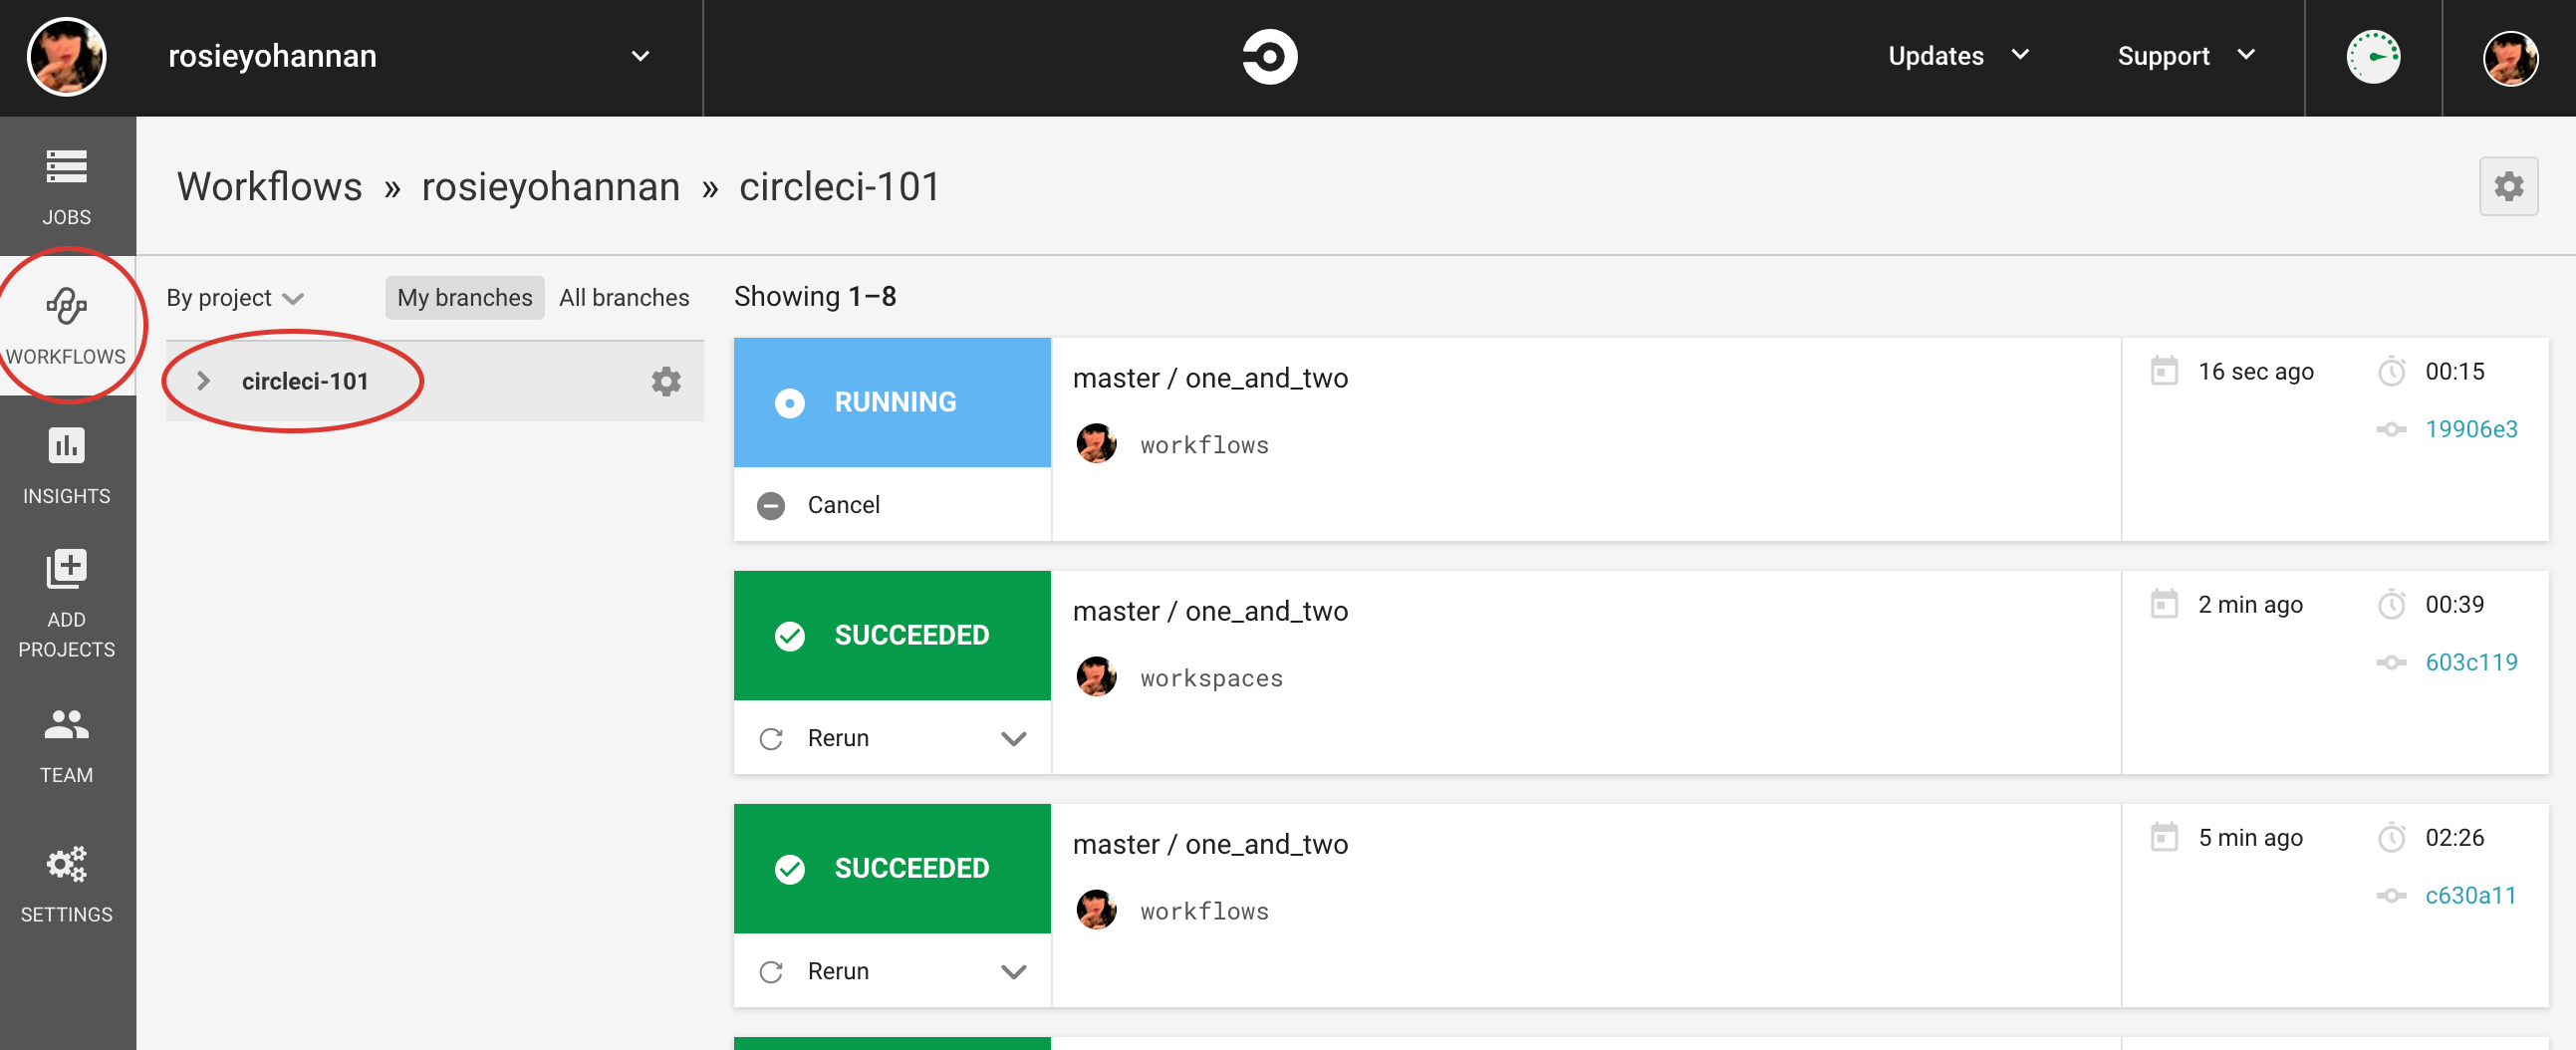 rosieyohannan
Updates
Support
JOBS
WORKFLOWS
INSIGHTS
ADD
PROJECTS
TEAM
SETTINGS
Workflows » rosieyohannan » circleci-101
By project
My branches
All branches
circleci-101
Showing 1–8
RUNNING
Cancel
master / one_and_two
workflows
16 sec ago
00:15
19906e3
SUCCEEDED
Rerun
master / one_and_two
workspaces
2 min ago
00:39
603c119
SUCCEEDED
Rerun
master / one_and_two
workflows
5 min ago
02:26
c630a11